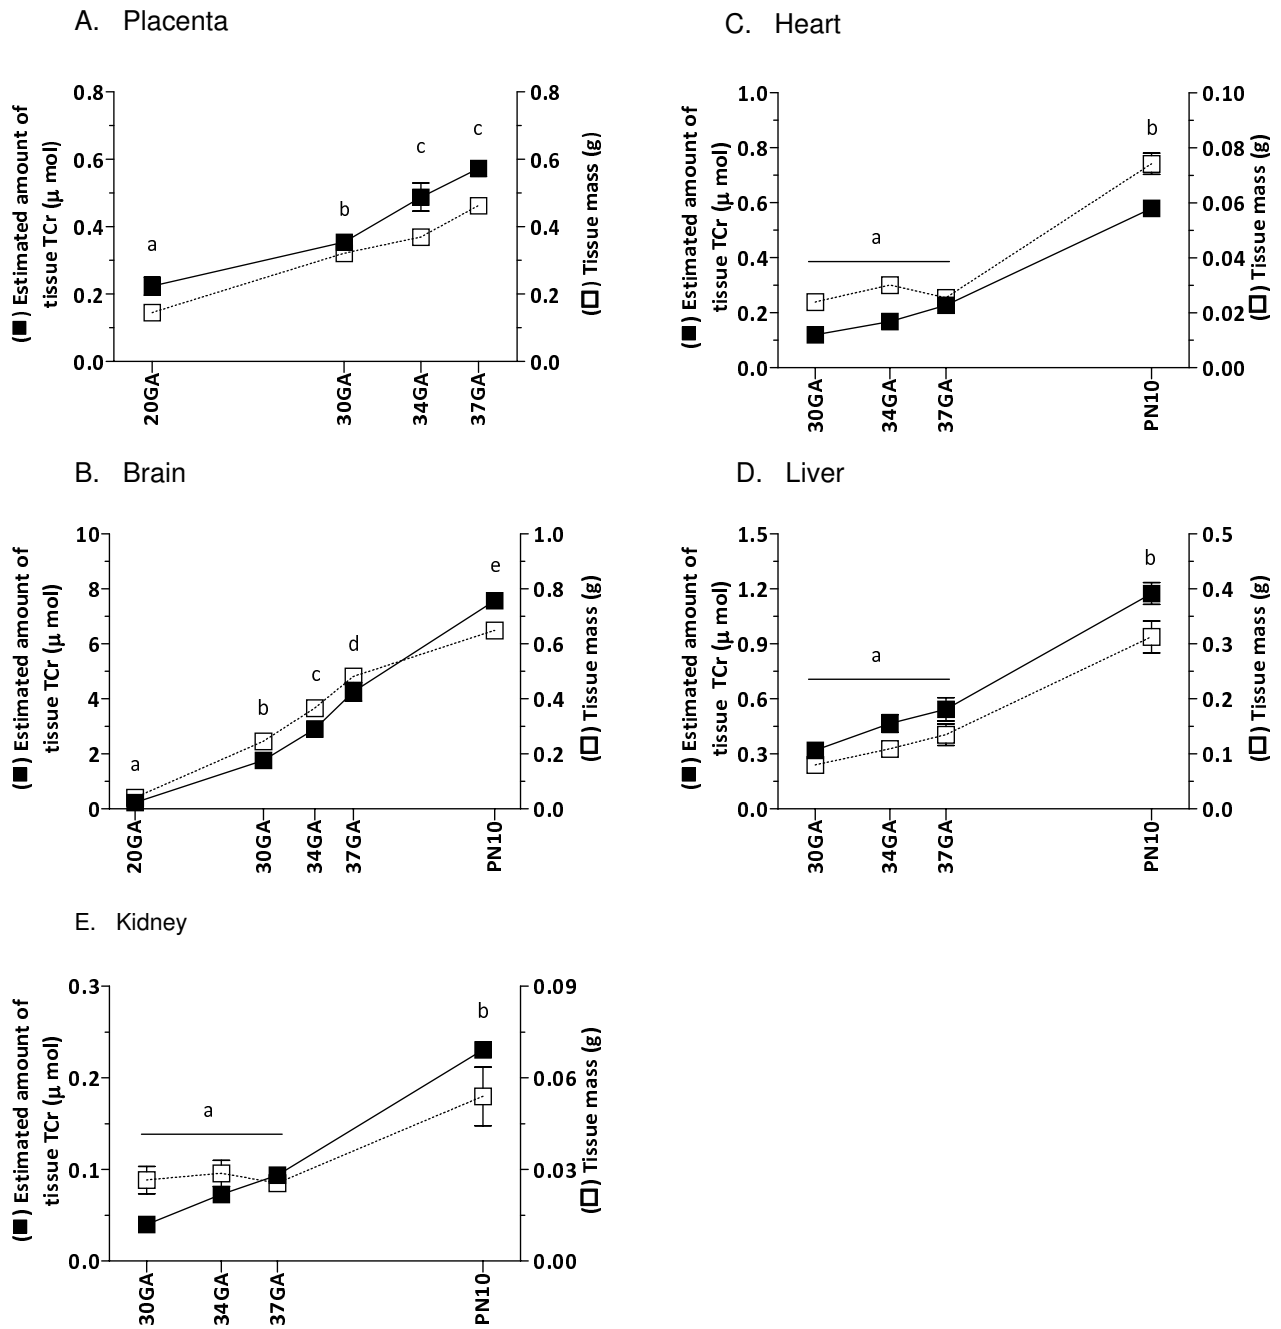 A. Placenta
(■) Estimated amount of
tissue TCr (μ mol)
0.8
0.6
0.4
0.2
0.0
a
b
c
c
0.8
0.6
0.4
0.2
0.0
(□) Tissue mass (g)
20GA
30GA
34GA
37GA
C. Heart
(■) Estimated amount of
tissue TCr (μ mol)
1.0
0.8
0.6
0.4
0.2
0.0
a
b
0.10
0.08
0.06
0.04
0.02
0.00
(□) Tissue mass (g)
30GA
34GA
37GA
PN10
B. Brain
(■) Estimated amount of
tissue TCr (μ mol)
10
8
6
4
2
0
a
b
c
d
e
1.0
0.8
0.6
0.4
0.2
0.0
(□) Tissue mass (g)
20GA
30GA
34GA
37GA
PN10
D. Liver
(■) Estimated amount of
tissue TCr (μ mol)
1.5
1.2
0.9
0.6
0.3
0.0
a
b
0.5
0.4
0.3
0.2
0.1
0.0
(□) Tissue mass (g)
30GA
34GA
37GA
PN10
E. Kidney
(■) Estimated amount of
tissue TCr (μ mol)
0.3
0.2
0.1
0.0
a
b
0.09
0.06
0.03
0.00
(□) Tissue mass (g)
30GA
34GA
37GA
PN10